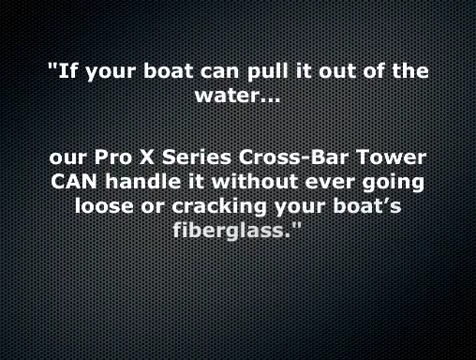 "If your boat can pull it out of the
water...
our Pro X Series Cross-Bar Tower
CAN handle it without ever going
loose or cracking your boat’s
fiberglass."